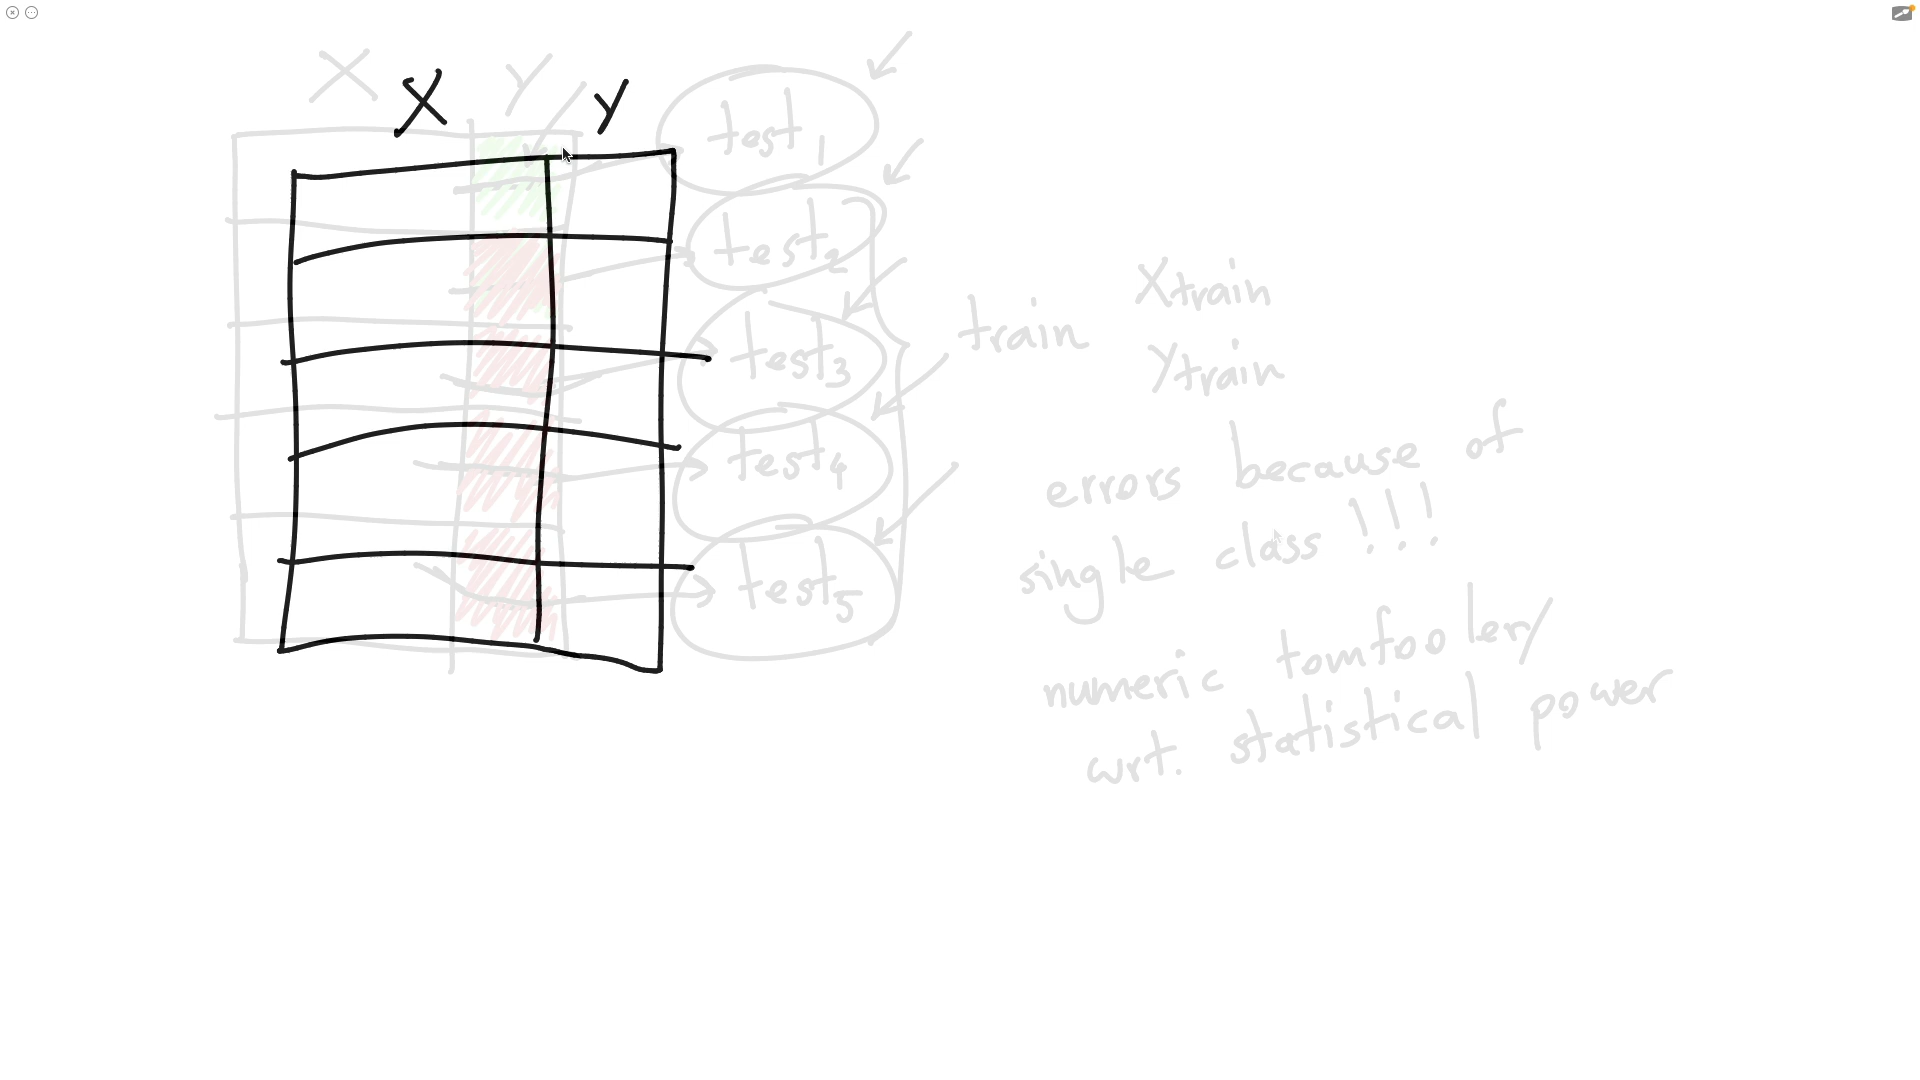 X Y
X Y
test1
test2
test3
test4
test5
train
Xtrain
Ytrain
errors because of
single class !!!
numeric tomfoolery
wrt. statistical power